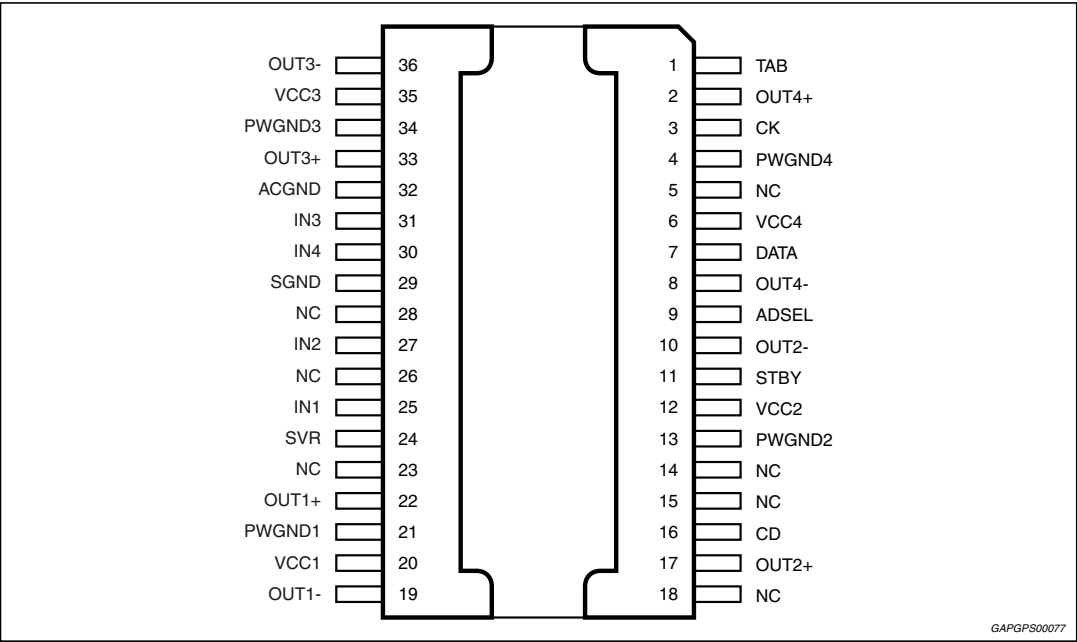 OUT3- 36 1 TAB
VCC3 35 2 OUT4+
PWGND3 34 3 CK
OUT3+ 33 4 PWGND4
ACGND 32 5 NC
IN3 31 6 VCC4
IN4 30 7 DATA
SGND 29 8 OUT4-
NC 28 9 ADSEL
IN2 27 10 OUT2-
NC 26 11 STBY
IN1 25 12 VCC2
SVR 24 13 PWGND2
NC 23 14 NC
OUT1+ 22 15 NC
PWGND1 21 16 CD
VCC1 20 17 OUT2+
OUT1- 19 18 NC
GAPGPS00077